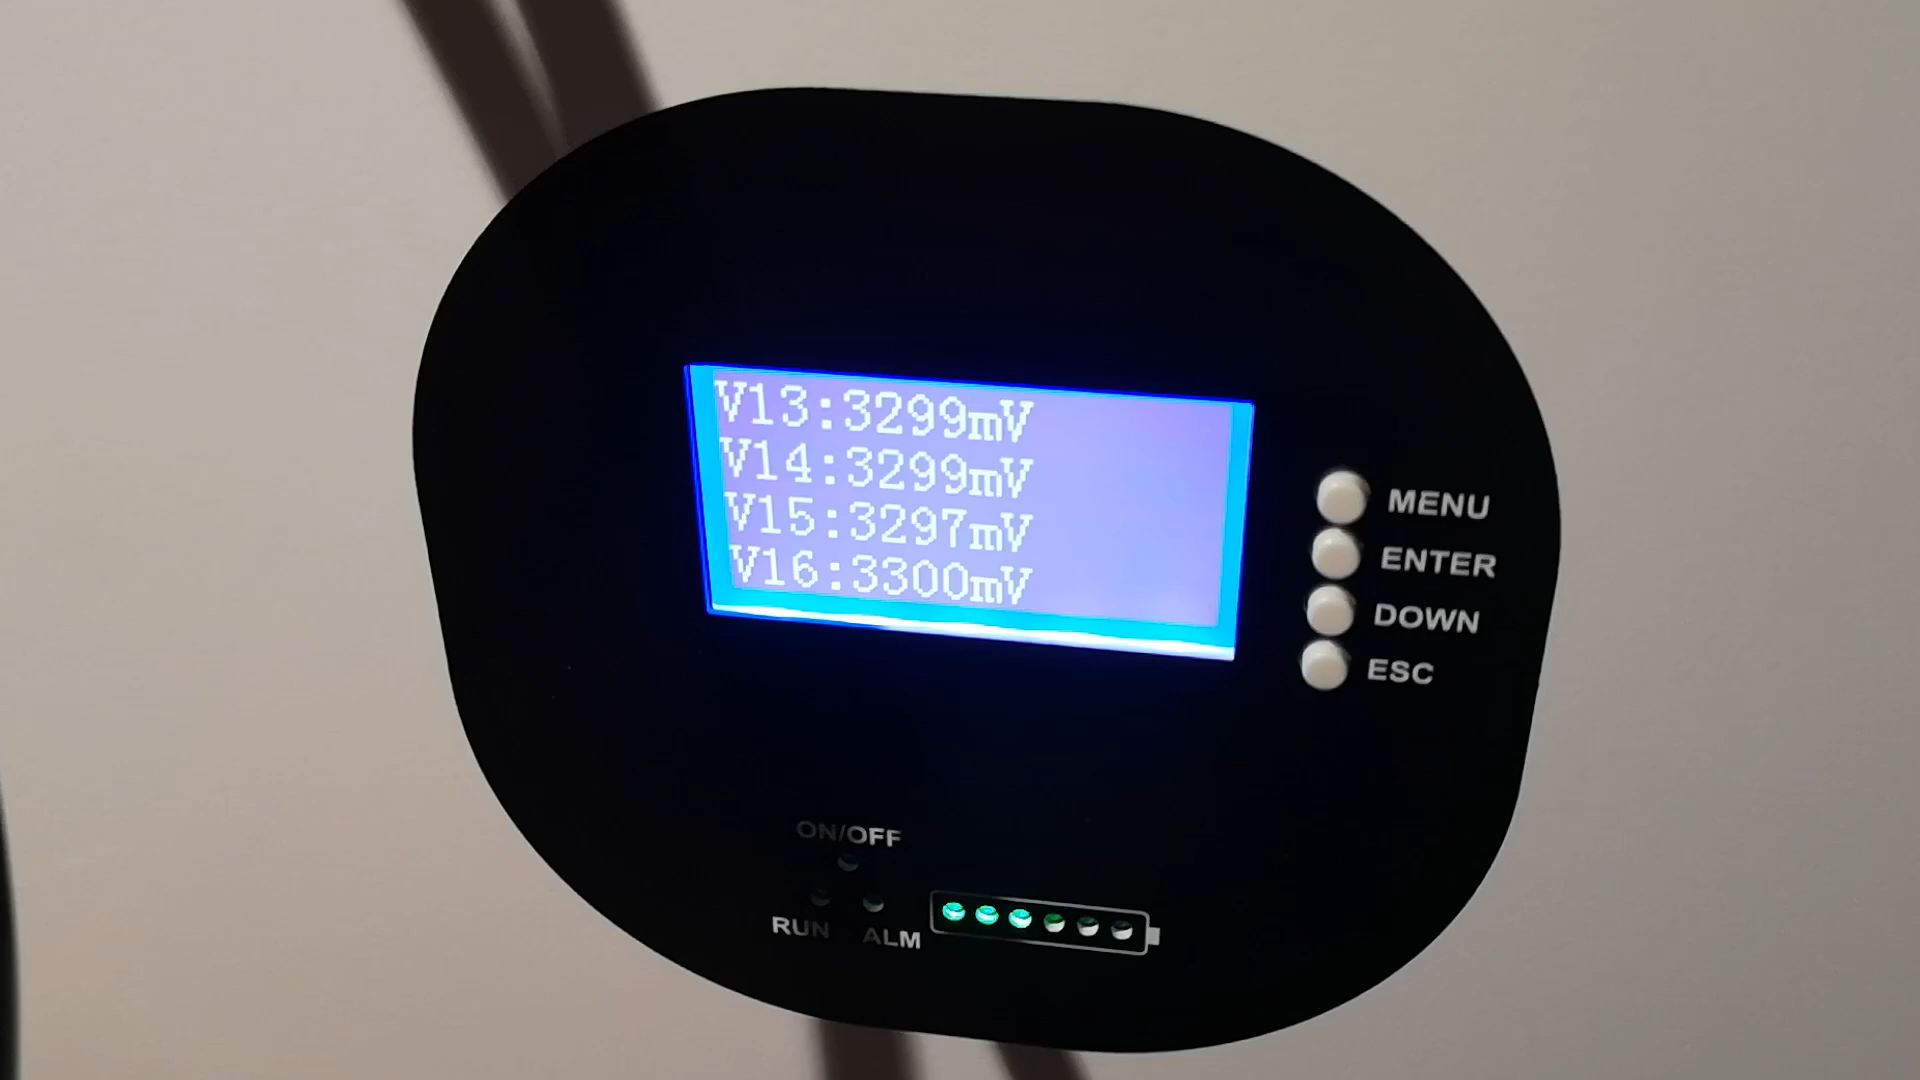 V13:3299mV
V14:3299mV
V15:3297mV
V16:3300mV
MENU
ENTER
DOWN
ESC
ON/OFF
RUN ALM